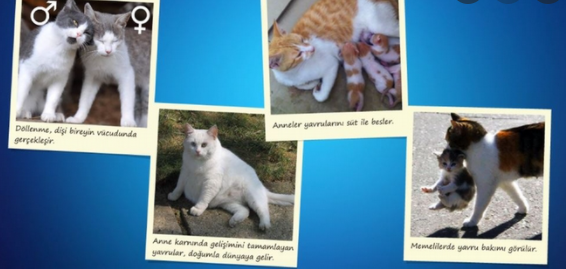 Döllenme, dişi bireyin vücudunda
gerçekleşir.
Anne karnında gelişimini tamamlayan
yavrular, doğumla dünyaya gelir.
Anneler yavrularını süt ile besler.
Memelilerde yavru bakımı görülür.